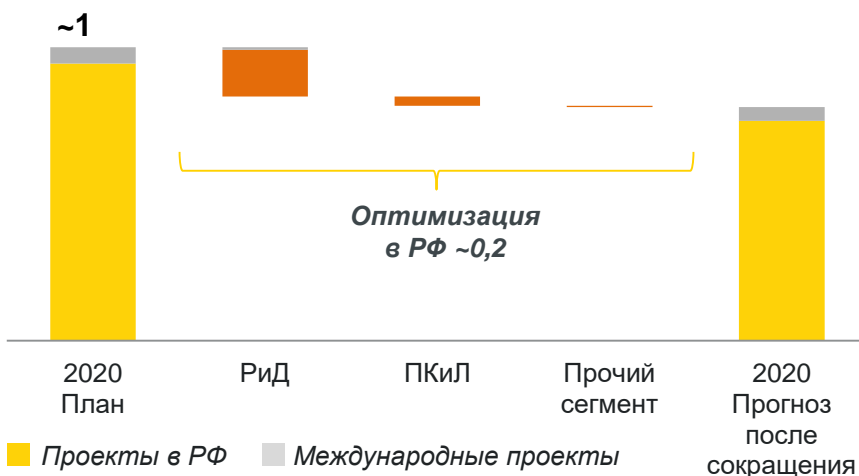 ~1
Оптимизация
в РФ ~0,2
2020
План
РиД
ПКиЛ
Прочий
сегмент
2020
Прогноз
после
сокращения
Проекты в РФ
Международные проекты